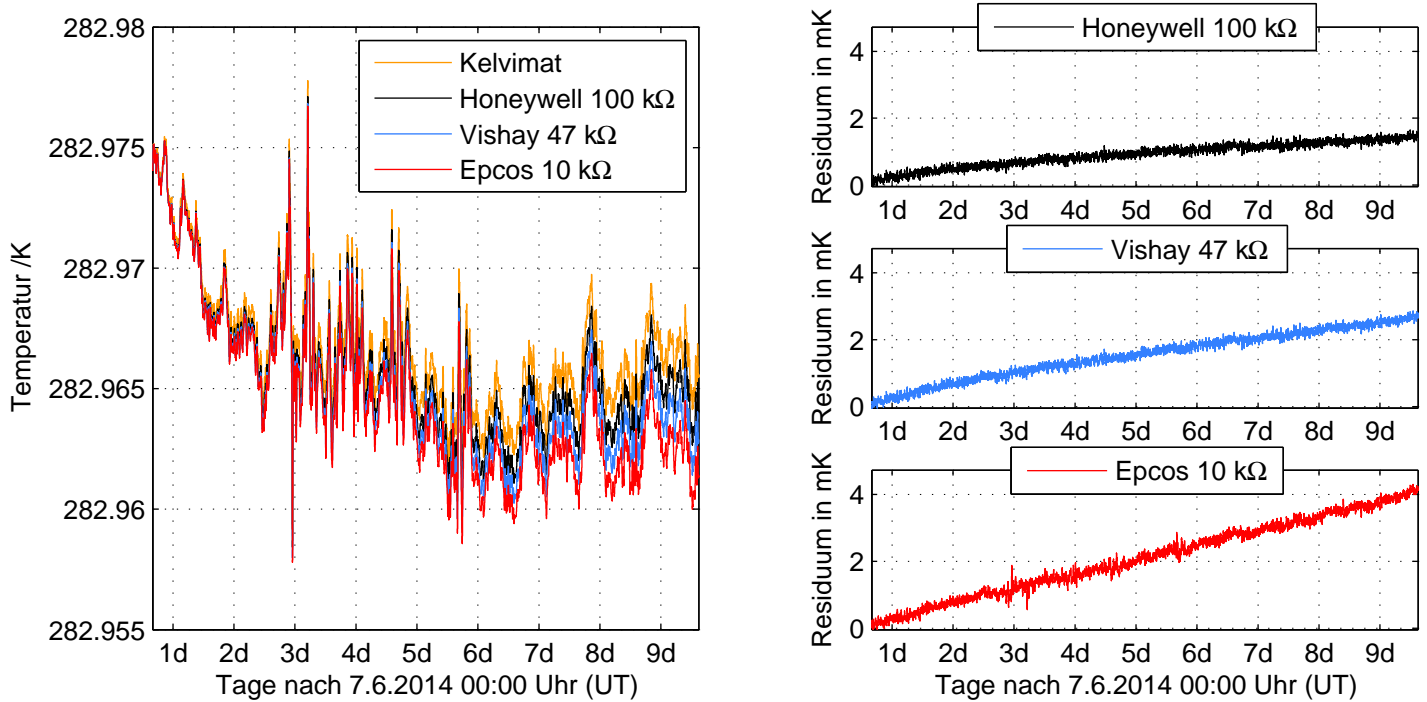 282.98
282.975
282.97
282.965
282.96
282.955
Temperatur /K
Kelvimat
Honeywell 100 kΩ
Vishay 47 kΩ
Epcos 10 kΩ
1d 2d 3d 4d 5d 6d 7d 8d 9d
Tage nach 7.6.2014 00:00 Uhr (UT)
Honeywell 100 kΩ
Residuum in mK
4
2
0
1d 2d 3d 4d 5d 6d 7d 8d 9d
Vishay 47 kΩ
Residuum in mK
4
2
0
1d 2d 3d 4d 5d 6d 7d 8d 9d
Epcos 10 kΩ
Residuum in mK
4
2
0
1d 2d 3d 4d 5d 6d 7d 8d 9d
Tage nach 7.6.2014 00:00 Uhr (UT)